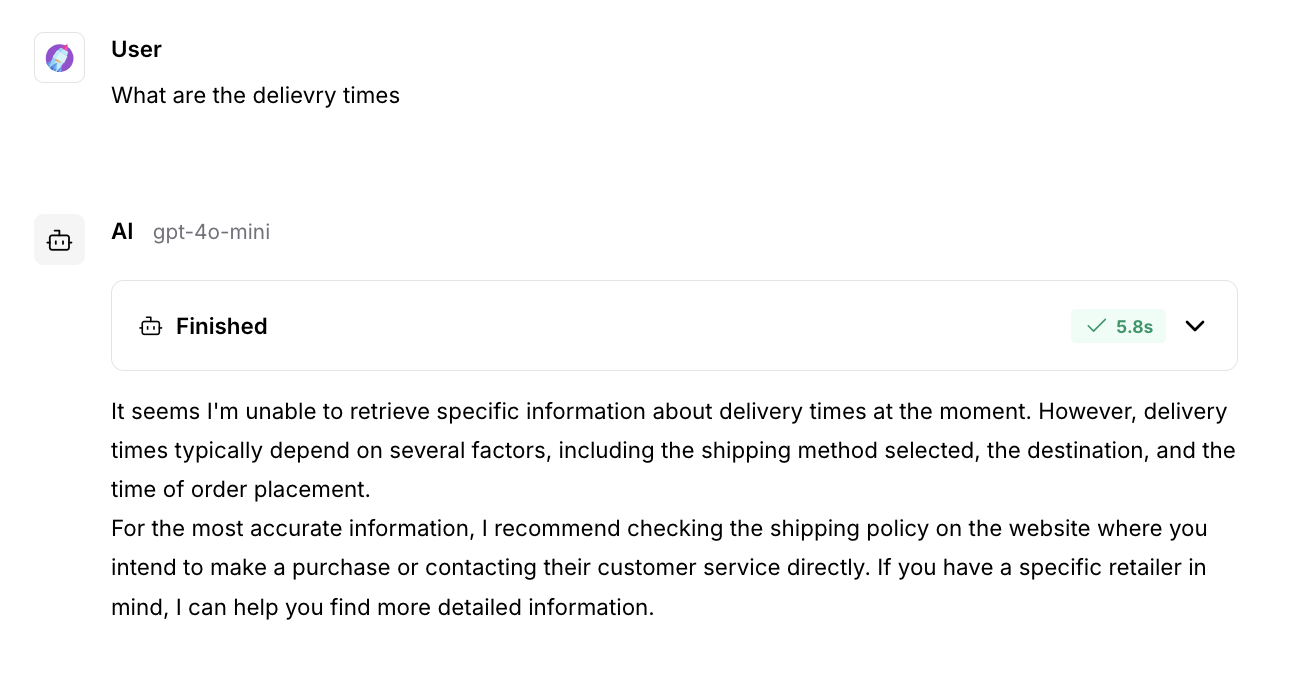 User
What are the delievry times
AI gpt-4o-mini
Finished 5.8s
It seems I'm unable to retrieve specific information about delivery times at the moment. However, delivery
times typically depend on several factors, including the shipping method selected, the destination, and the
time of order placement.
For the most accurate information, I recommend checking the shipping policy on the website where you
intend to make a purchase or contacting their customer service directly. If you have a specific retailer in
mind, I can help you find more detailed information.